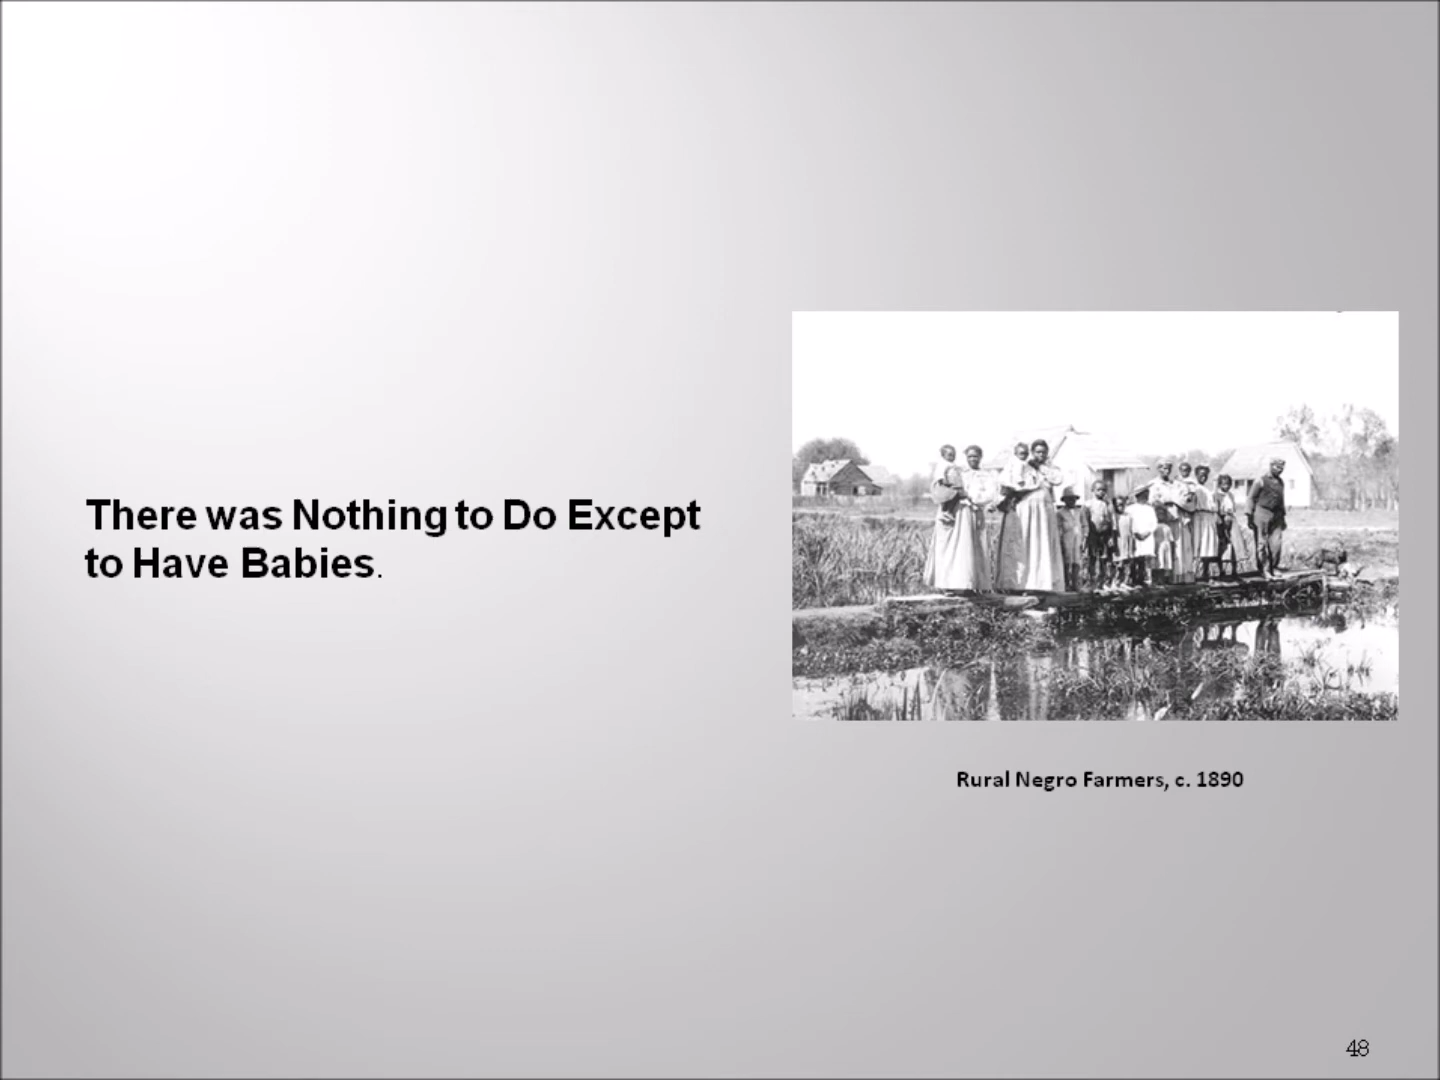 There was Nothing to Do Except
to Have Babies.
Rural Negro Farmers, c. 1890
48